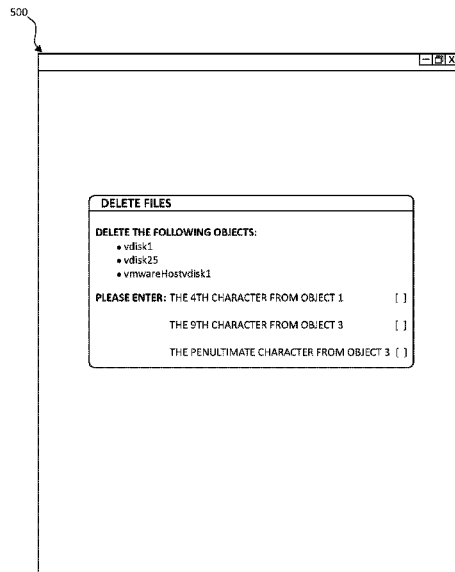 500
DELETE FILES
DELETE THE FOLLOWING OBJECTS:
• vdisk1
• vdisk25
• vmwareHostvdisk1
PLEASE ENTER: THE 4TH CHARACTER FROM OBJECT 1 [ ]
THE 9TH CHARACTER FROM OBJECT 3 [ ]
THE PENULTIMATE CHARACTER FROM OBJECT 3 [ ]